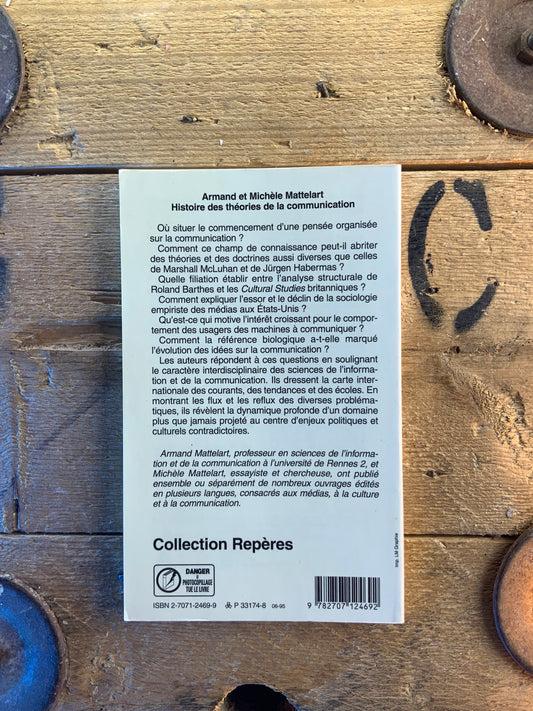 Armand et Michèle Mattelart
Histoire des théories de la communication
Où situer le commencement d'une pensée organisée
sur la communication ?
Comment ce champ de connaissance peut-il abriter
des théories et des doctrines aussi diverses que celles
de Marshall McLuhan et de Jürgen Habermas ?
Quelle filiation établir entre l'analyse structurale de
Roland Barthes et les Cultural Studies britanniques ?
Comment expliquer l'essor et le déclin de la sociologie
empiriste des médias aux États-Unis ?
Qu'est-ce qui motive l'intérêt croissant pour le compor-
tement des usagers des machines à communiquer ?
Comment la référence biologique a-t-elle marqué
l'évolution des idées sur la communication ?
Les auteurs répondent à ces questions en soulignant
le caractère interdisciplinaire des sciences de l'informa-
tion et de la communication. Ils dressent la carte inter-
nationale des courants, des tendances et des écoles. En
montrant les flux et les reflux des diverses probléma-
tiques, ils révèlent la dynamique profonde d'un domaine
plus que jamais projeté au centre d'enjeux politiques et
culturels contradictoires.
Armand Mattelart, professeur en sciences de l'informa-
tion et de la communication à l'université de Rennes 2, et
Michèle Mattelart, essayiste et chercheuse, ont publié
ensemble ou séparément de nombreux ouvrages édités
en plusieurs langues, consacrés aux médias, à la culture
et à la communication.
Collection Repères
Imp. LM Graphie
DANGER
LE
PHOTOCOPILLAGE
TUE LE LIVRE
ISBN 2-7071-2469-9 P 33174-8 06-95
9 782707 124692